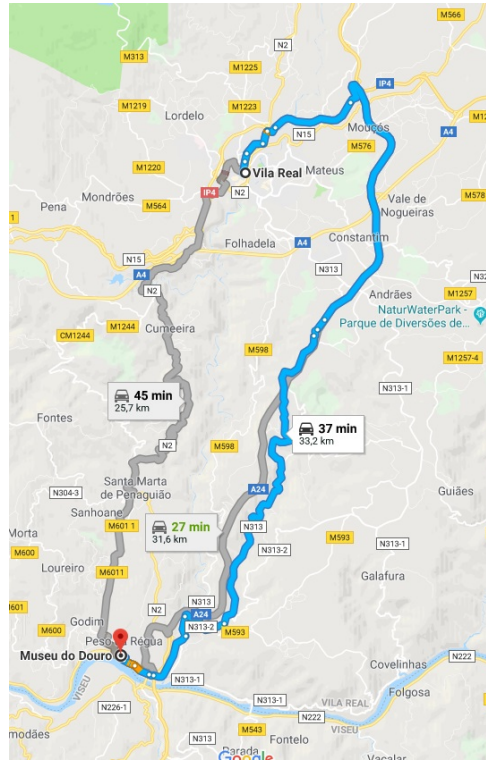 M566
N2
M313
M1225
IP4
M1219
M1223
Lordelo
N15
Mouçós
A4
M576
M1220
Vila Real
Mateus
IP4
N2
Mondrões
M578
Pena
M564
Vale de
Nogueiras
Folhadela
A4
Constantim
N15
N313
A4
N2
Andrães
M1257
NaturWaterPark -
Parque de Diversões de...
M1244
Cumeeira
CM1244
M598
M1257-4
45 min
25,7 km
N313-1
Fontes
37 min
33,2 km
N2
M598
Santa Marta
de Penaguião
A24
N304-3
Guiães
Sanhoane
27 min
31,6 km
N313
M601 1
M593
N313-1
M600
N313-2
Loureiro
Galafura
M6011
N313
N2
A24
Godim
M600
N313-2
M593
Museu do Douro
Covelinhas
N222
N313-1
VISEU
Folgosa
N226-1
N313-1
VILA REAL
N222
VISEU
M543
N313
Fontelo
Google